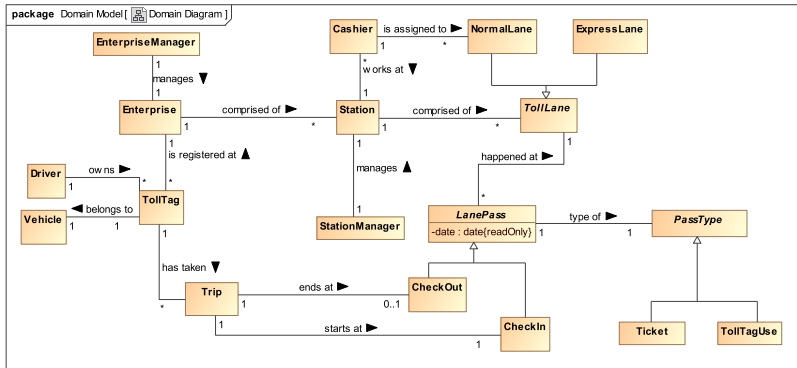 package Domain Model [ Domain Diagram ]
Cashier is assigned to NormalLane ExpressLane
1 *
EnterpriseManager
1 * works at
manages
1 1
Enterprise comprised of Station comprised of TollLane
1 * 1 *
1 1 1
is registered at happened at
manages
Driver owns
1 * *
TollTag
Vehicle belongs to
1 1
1 1 *
StationManager LanePass type of PassType
-date : date{readOnly} 1 1
has taken
*
Trip ends at CheckOut
1 0..1
1 starts at CheckIn
1
Ticket TollTagUse